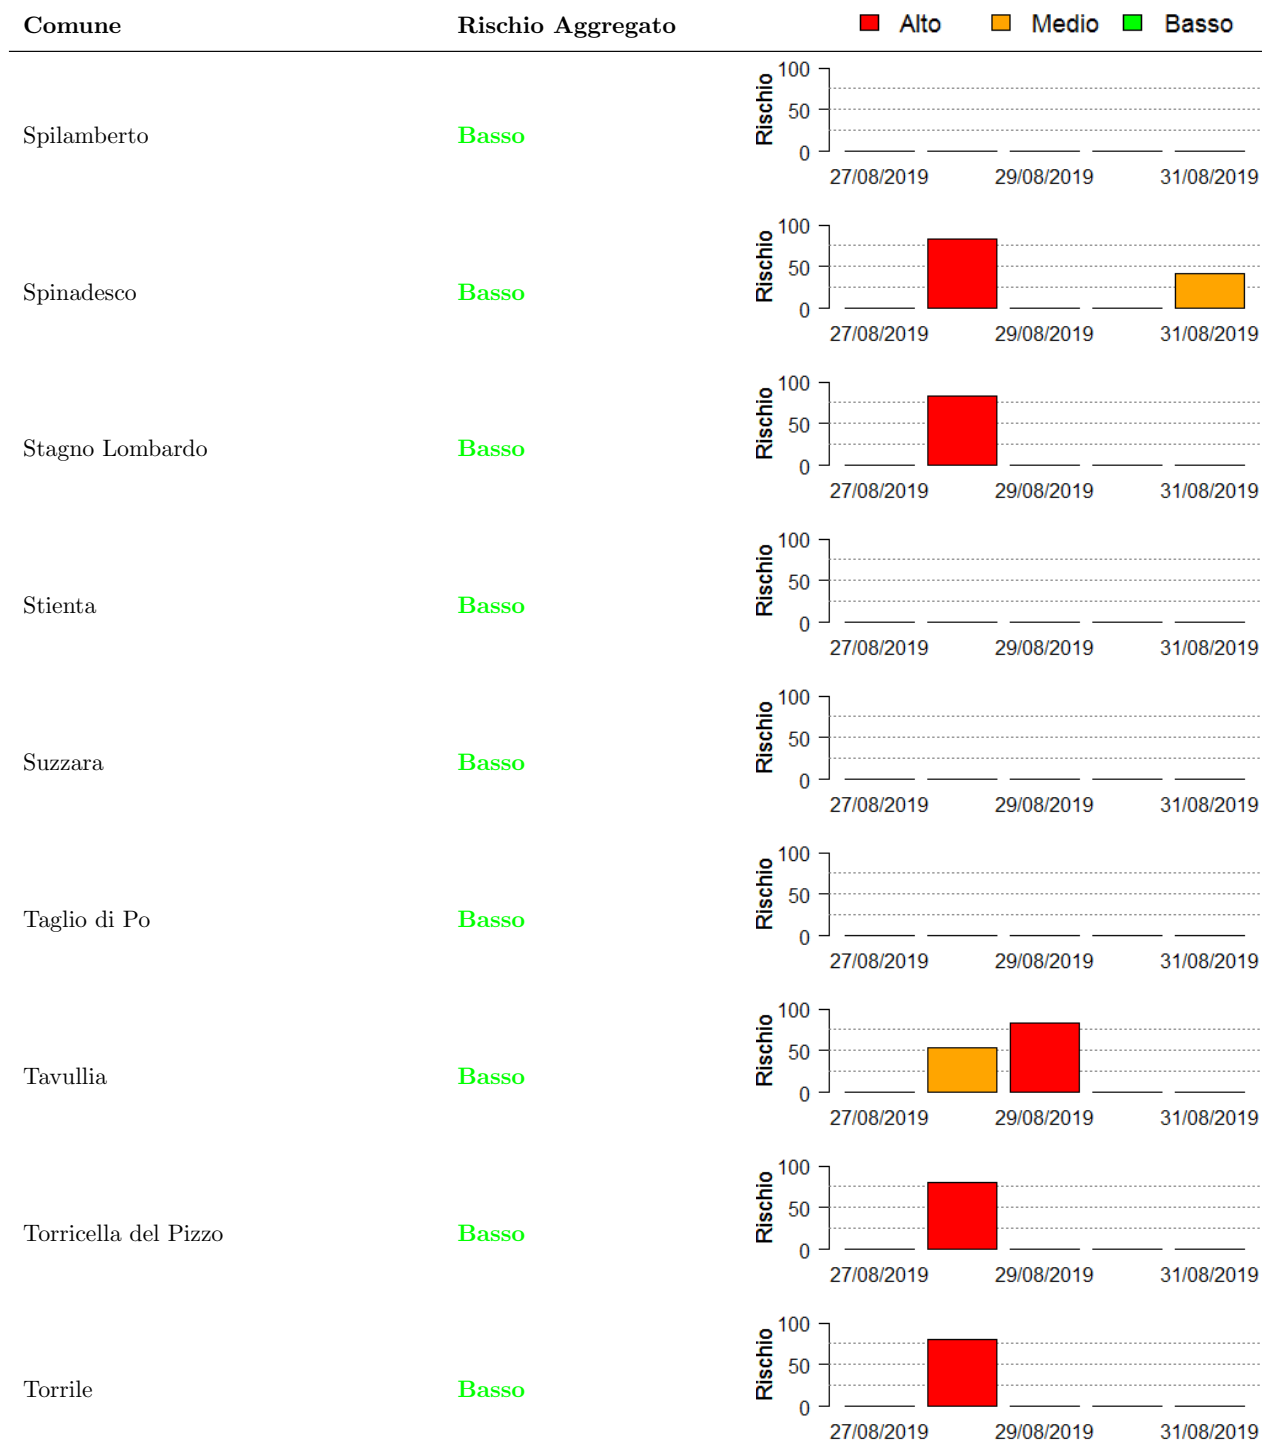 Comune Rischio Aggregato Alto Medio Basso
Spilamberto Basso
Rischio
100
50
0
27/08/2019 29/08/2019 31/08/2019
Spinadesco Basso
Rischio
100
50
0
27/08/2019 29/08/2019 31/08/2019
Stagno Lombardo Basso
Rischio
100
50
0
27/08/2019 29/08/2019 31/08/2019
Stienta Basso
Rischio
100
50
0
27/08/2019 29/08/2019 31/08/2019
Suzzara Basso
Rischio
100
50
0
27/08/2019 29/08/2019 31/08/2019
Taglio di Po Basso
Rischio
100
50
0
27/08/2019 29/08/2019 31/08/2019
Tavullia Basso
Rischio
100
50
0
27/08/2019 29/08/2019 31/08/2019
Torricella del Pizzo Basso
Rischio
100
50
0
27/08/2019 29/08/2019 31/08/2019
Torrile Basso
Rischio
100
50
0
27/08/2019 29/08/2019 31/08/2019